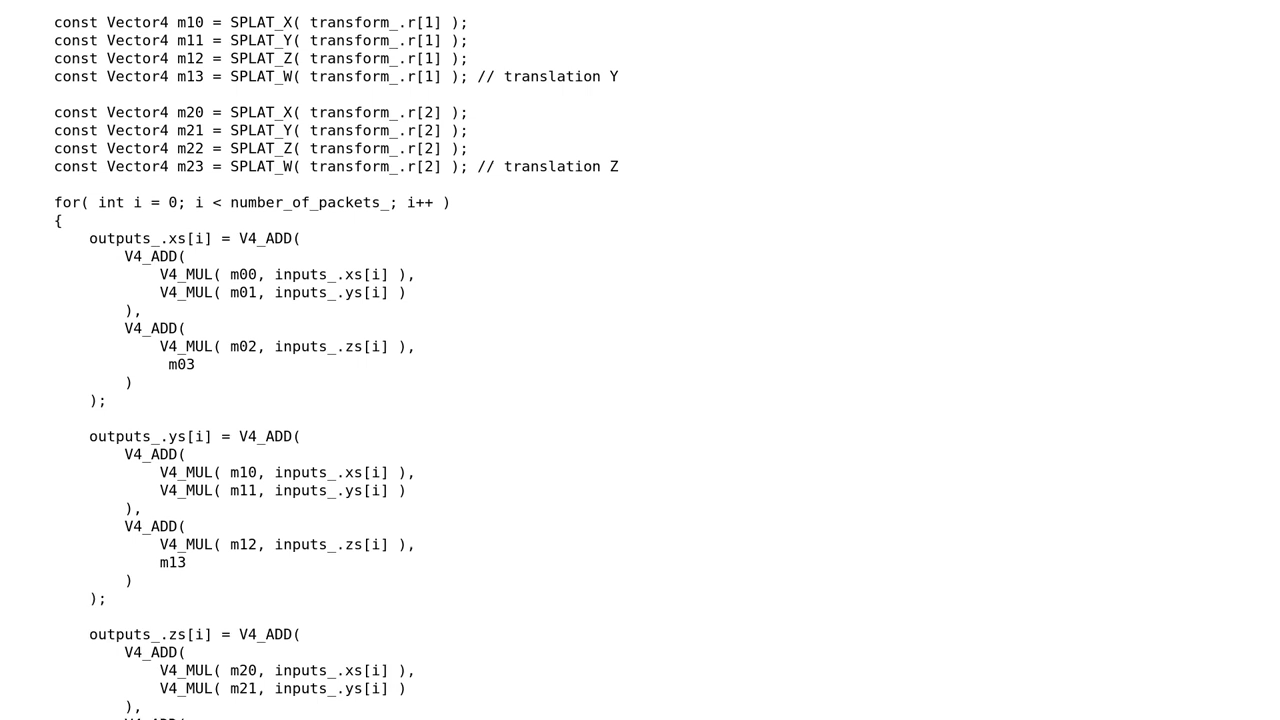 const Vector4 m10 = SPLAT_X( transform_.r[1] );
const Vector4 m11 = SPLAT_Y( transform_.r[1] );
const Vector4 m12 = SPLAT_Z( transform_.r[1] );
const Vector4 m13 = SPLAT_W( transform_.r[1] ); // translation Y

const Vector4 m20 = SPLAT_X( transform_.r[2] );
const Vector4 m21 = SPLAT_Y( transform_.r[2] );
const Vector4 m22 = SPLAT_Z( transform_.r[2] );
const Vector4 m23 = SPLAT_W( transform_.r[2] ); // translation Z

for( int i = 0; i < number_of_packets_; i++ )
{
    outputs_.xs[i] = V4_ADD(
        V4_ADD(
            V4_MUL( m00, inputs_.xs[i] ),
            V4_MUL( m01, inputs_.ys[i] )
        ),
        V4_ADD(
            V4_MUL( m02, inputs_.zs[i] ),
             m03
        )
    );

    outputs_.ys[i] = V4_ADD(
        V4_ADD(
            V4_MUL( m10, inputs_.xs[i] ),
            V4_MUL( m11, inputs_.ys[i] )
        ),
        V4_ADD(
            V4_MUL( m12, inputs_.zs[i] ),
            m13
        )
    );

    outputs_.zs[i] = V4_ADD(
        V4_ADD(
            V4_MUL( m20, inputs_.xs[i] ),
            V4_MUL( m21, inputs_.ys[i] )
        ),